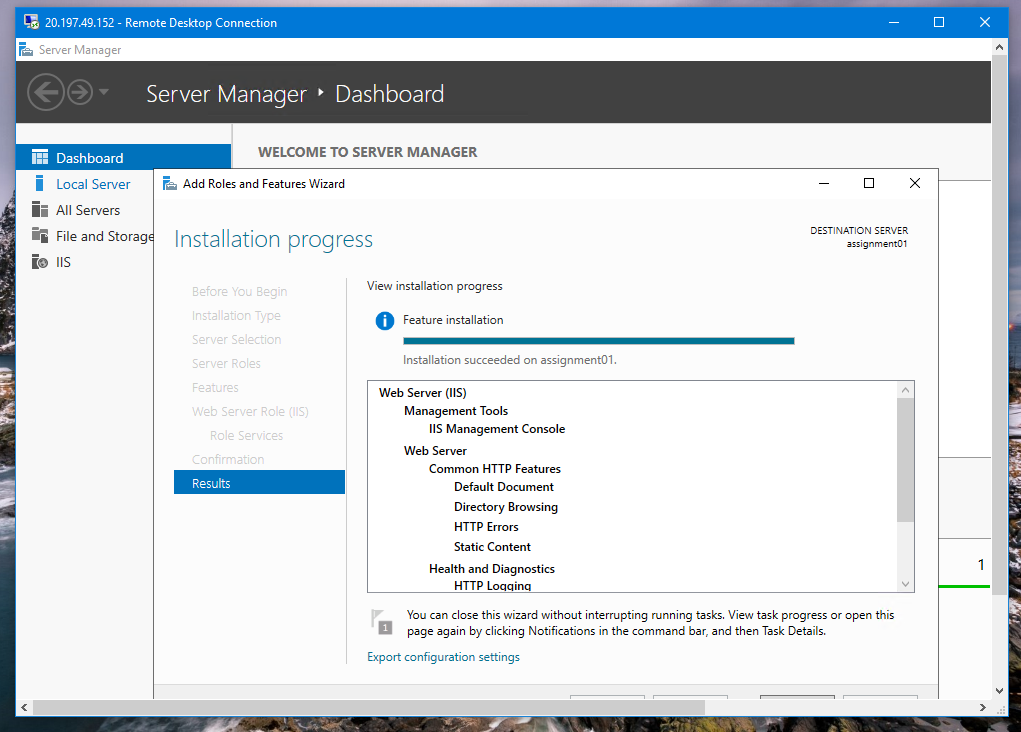 20.197.49.152 - Remote Desktop Connection
Server Manager
Server Manager ‣ Dashboard
WELCOME TO SERVER MANAGER
Dashboard
Local Server
All Servers
File and Storage
IIS
Add Roles and Features Wizard
Installation progress
DESTINATION SERVER
assignment01
Before You Begin
Installation Type
Server Selection
Server Roles
Features
Web Server Role (IIS)
Role Services
Confirmation
Results
View installation progress
Feature installation
Installation succeeded on assignment01.
Web Server (IIS)
Management Tools
IIS Management Console
Web Server
Common HTTP Features
Default Document
Directory Browsing
HTTP Errors
Static Content
Health and Diagnostics
HTTP Logging
1
You can close this wizard without interrupting running tasks. View task progress or open this
page again by clicking Notifications in the command bar, and then Task Details.
Export configuration settings
1